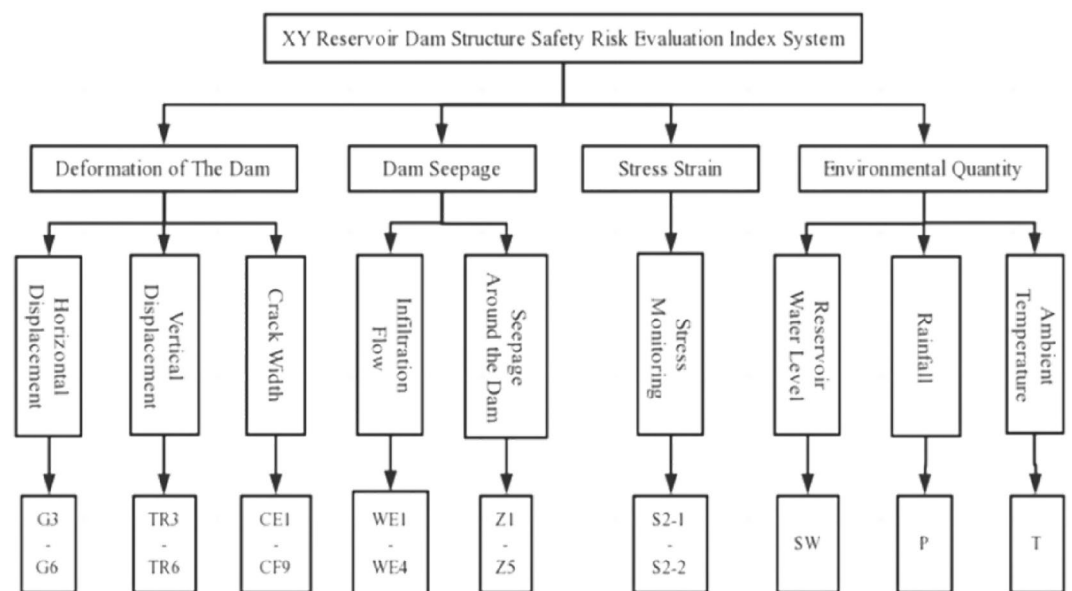 XY Reservoir Dam Structure Safety Risk Evaluation Index System
Deformation of The Dam
Dam Seepage
Stress Strain
Environmental Quantity
Horizontal
Displacement
Vertical
Displacement
Crack Width
Infiltration
Flow
Seepage
Around the Dam
Stress
Monitoring
Reservoir
Water Level
Rainfall
Ambient
Temperature
G3
-
G6
TR3
-
TR6
CE1
-
CF9
WE1
-
WE4
Z1
-
Z5
S2-1
-
S2-2
SW
P
T